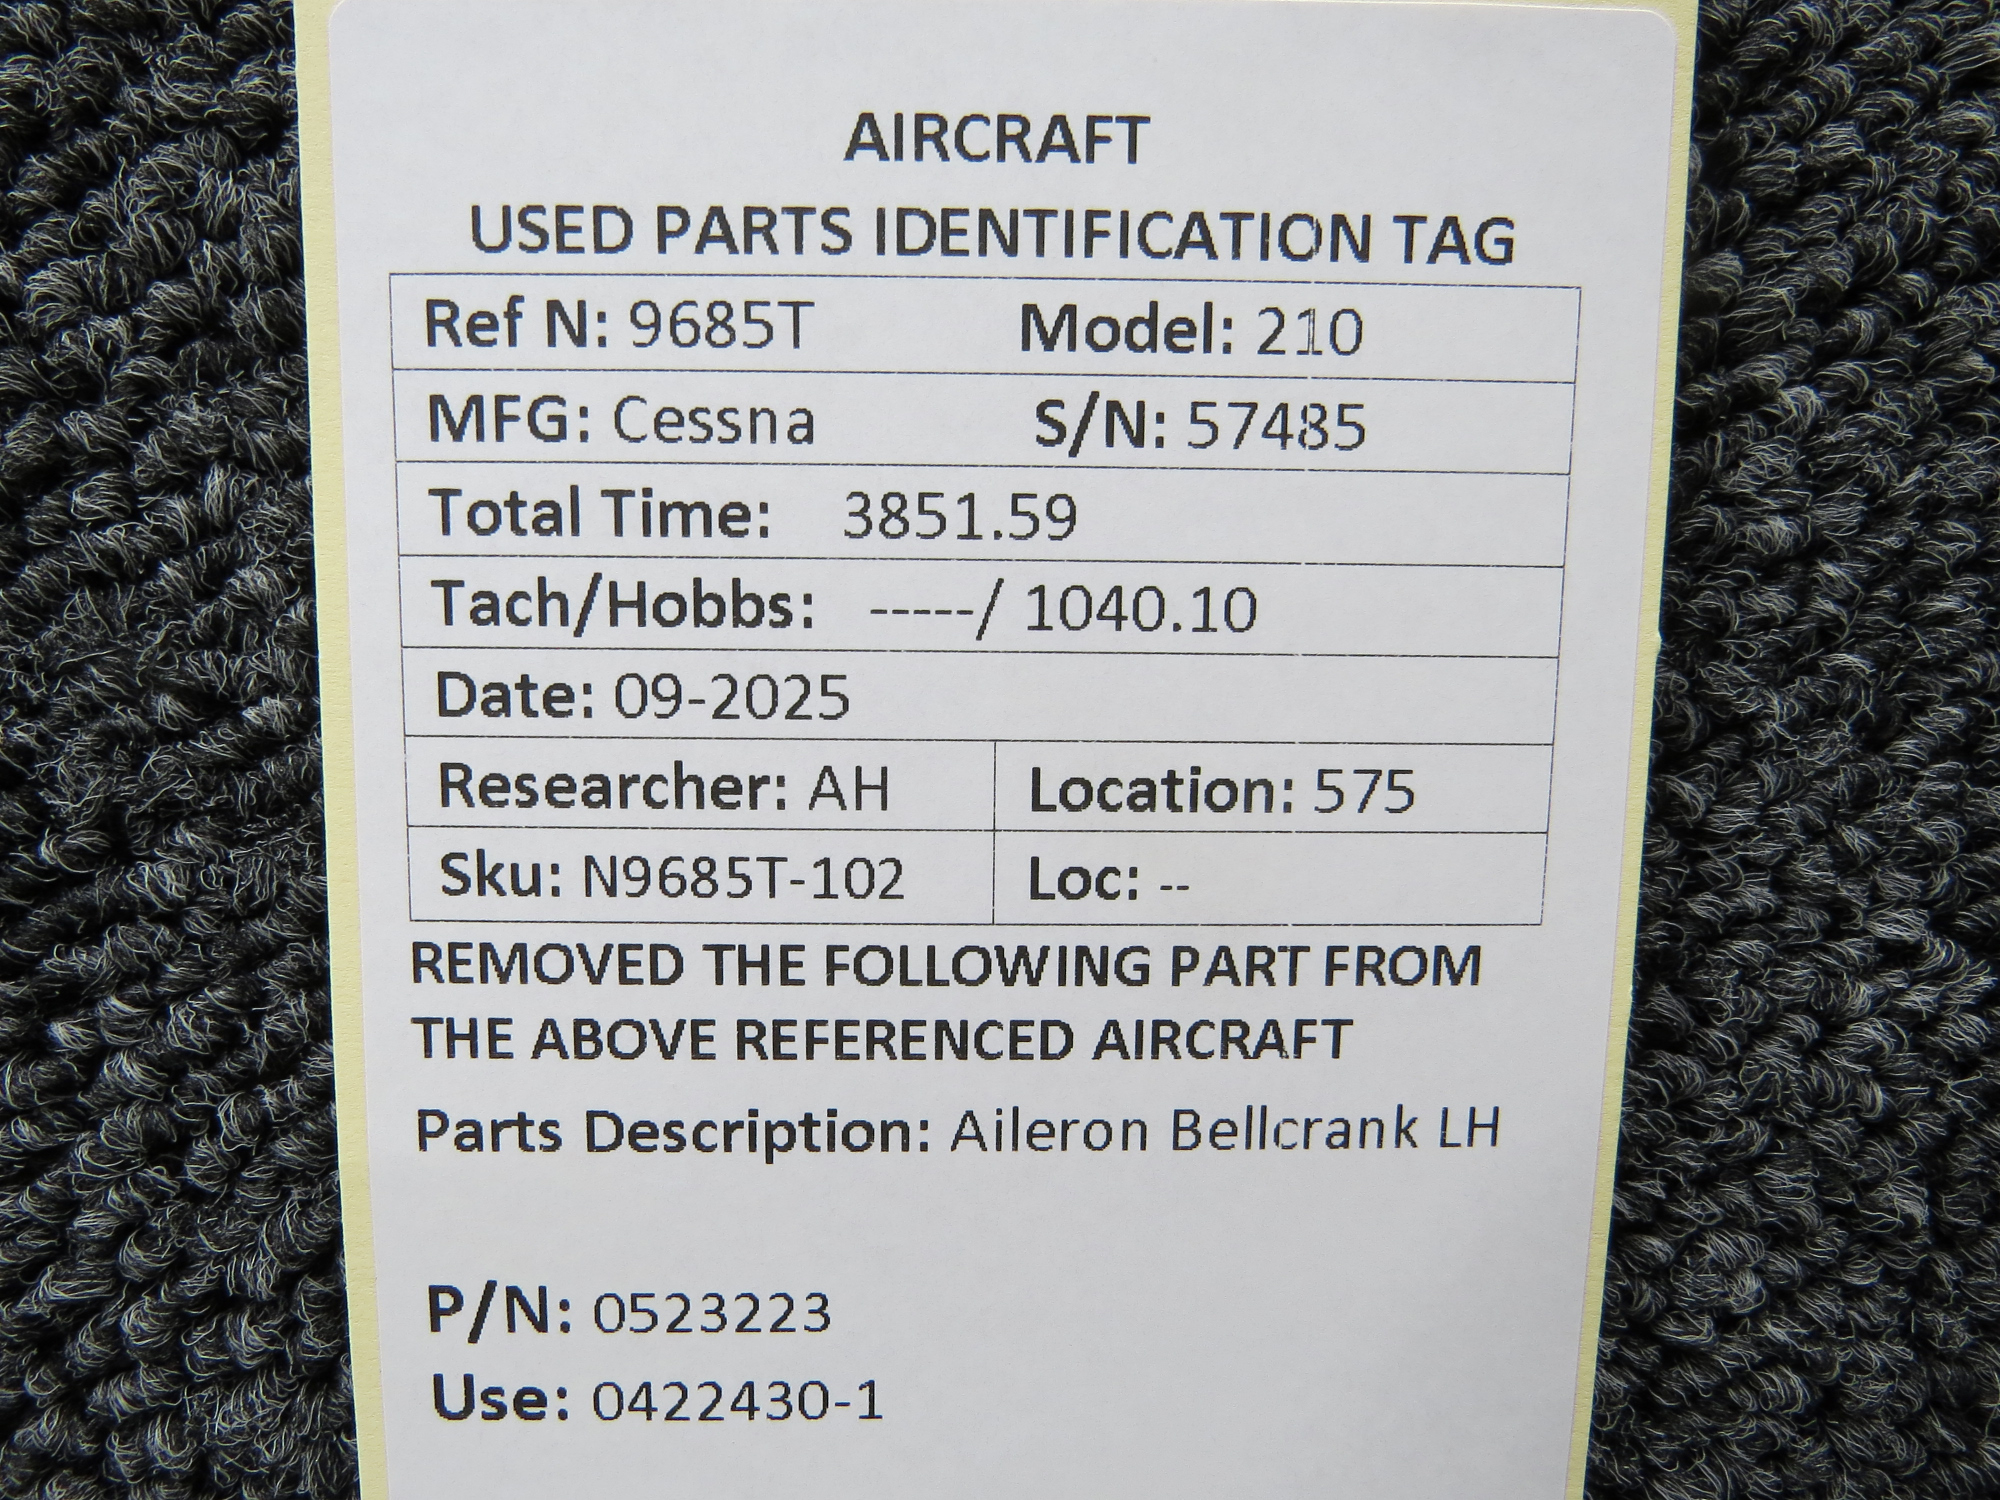 AIRCRAFT
USED PARTS IDENTIFICATION TAG
Ref N: 9685T Model: 210
MFG: Cessna S/N: 57485
Total Time: 3851.59
Tach/Hobbs: -----/ 1040.10
Date: 09-2025
Researcher: AH Location: 575
Sku: N9685T-102 Loc: --
REMOVED THE FOLLOWING PART FROM
THE ABOVE REFERENCED AIRCRAFT
Parts Description: Aileron Bellcrank LH
P/N: 0523223
Use: 0422430-1